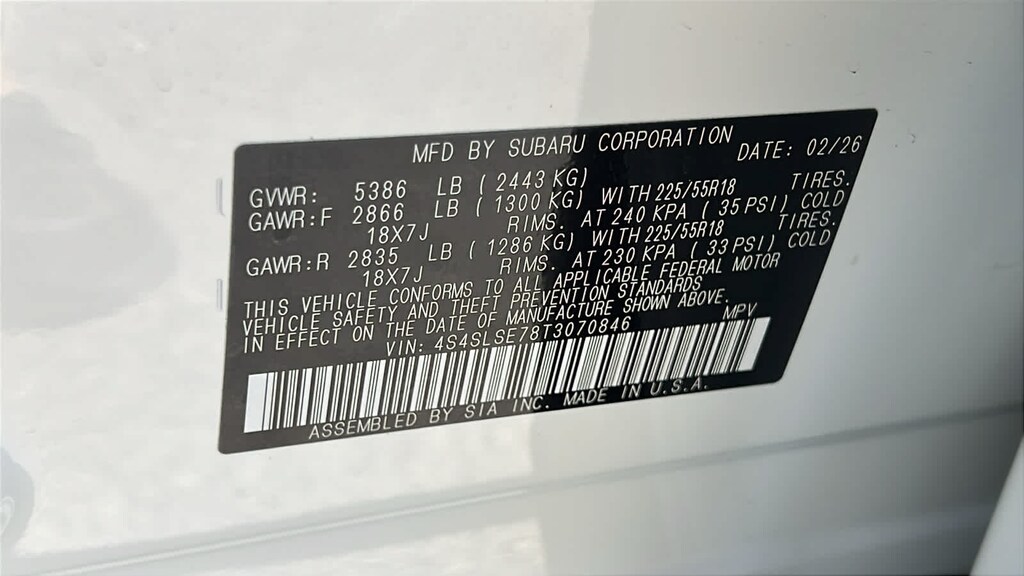 MFD BY SUBARU CORPORATION DATE: 02/26
GVWR: 5386 LB ( 2443 KG)
GAWR:F 2866 LB ( 1300 KG) WITH 225/55R18 TIRES.
18X7J RIMS. AT 240 KPA ( 35 PSI) COLD
GAWR:R 2835 LB ( 1286 KG) WITH 225/55R18 TIRES.
18X7J RIMS. AT 230 KPA ( 33 PSI) COLD
THIS VEHICLE CONFORMS TO ALL APPLICABLE FEDERAL MOTOR
VEHICLE SAFETY AND THEFT PREVENTION STANDARDS
IN EFFECT ON THE DATE OF MANUFACTURE SHOWN ABOVE.
VIN: 4S4SLSE78T3070846 MPV
ASSEMBLED BY SIA INC. MADE IN U.S.A.